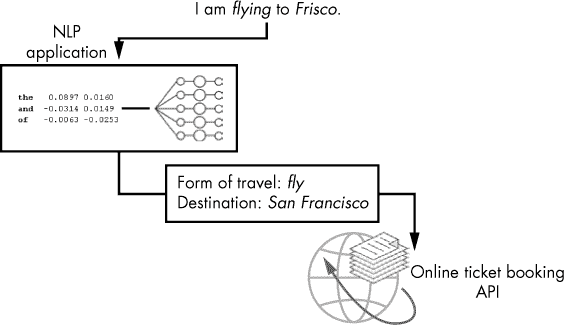 I am flying to Frisco.
NLP
application
the 0.0897 0.0160
and -0.0314 0.0149
of -0.0063 -0.0253
Form of travel: fly
Destination: San Francisco
Online ticket booking
API